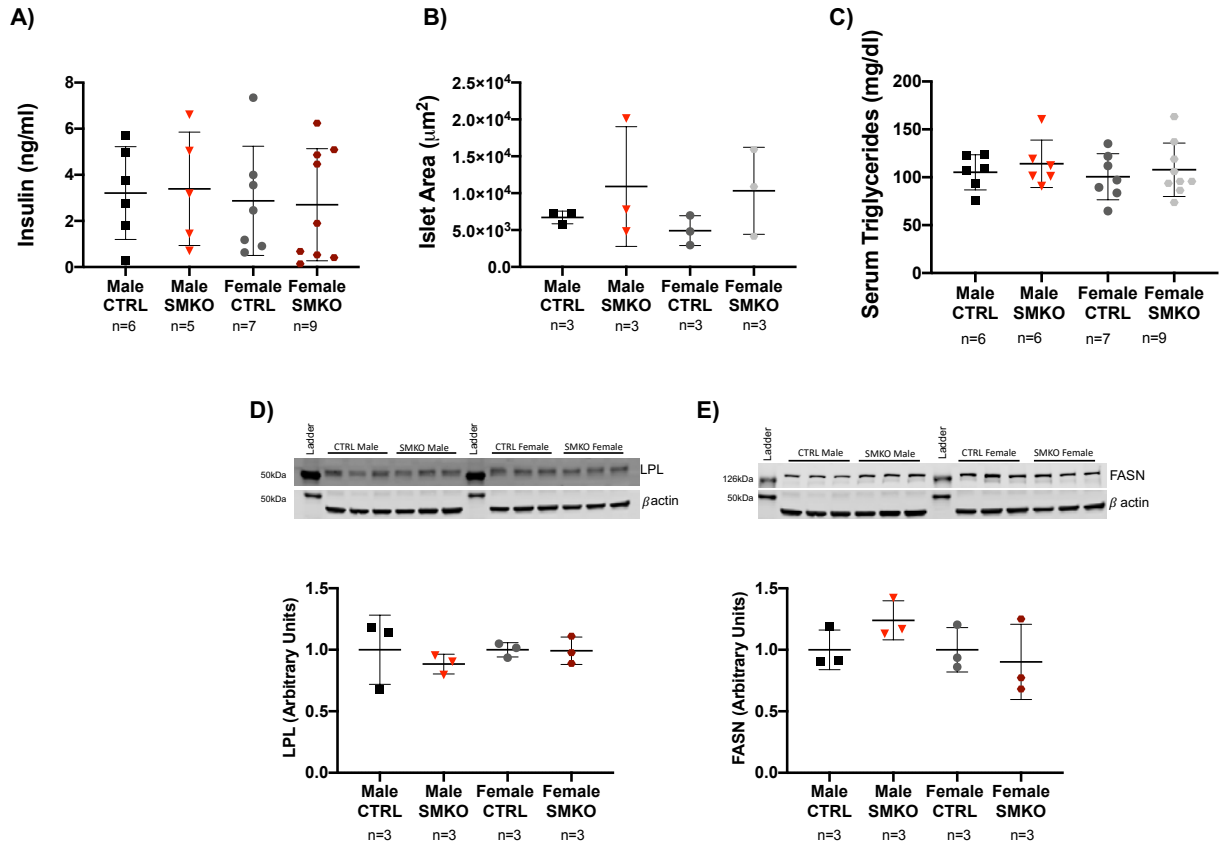 A)
Insulin (ng/ml)
8
6
4
2
0
Male CTRL
Male SMKO
Female CTRL
Female SMKO
n=6
n=5
n=7
n=9
B)
Islet Area (μm²)
2.5×10⁴
2.0×10⁴
1.5×10⁴
1.0×10⁴
5.0×10³
0
Male CTRL
Male SMKO
Female CTRL
Female SMKO
n=3
n=3
n=3
n=3
C)
Serum Triglycerides (mg/dl)
200
150
100
50
0
Male CTRL
Male SMKO
Female CTRL
Female SMKO
n=6
n=6
n=7
n=9
D)
Ladder
CTRL Male
SMKO Male
Ladder
CTRL Female
SMKO Female
50kDa
LPL
50kDa
β actin
LPL (Arbitrary Units)
1.5
1.0
0.5
0.0
Male CTRL
Male SMKO
Female CTRL
Female SMKO
n=3
n=3
n=3
n=3
E)
Ladder
CTRL Male
SMKO Male
Ladder
CTRL Female
SMKO Female
126kDa
FASN
50kDa
β actin
FASN (Arbitrary Units)
1.5
1.0
0.5
0.0
Male CTRL
Male SMKO
Female CTRL
Female SMKO
n=3
n=3
n=3
n=3